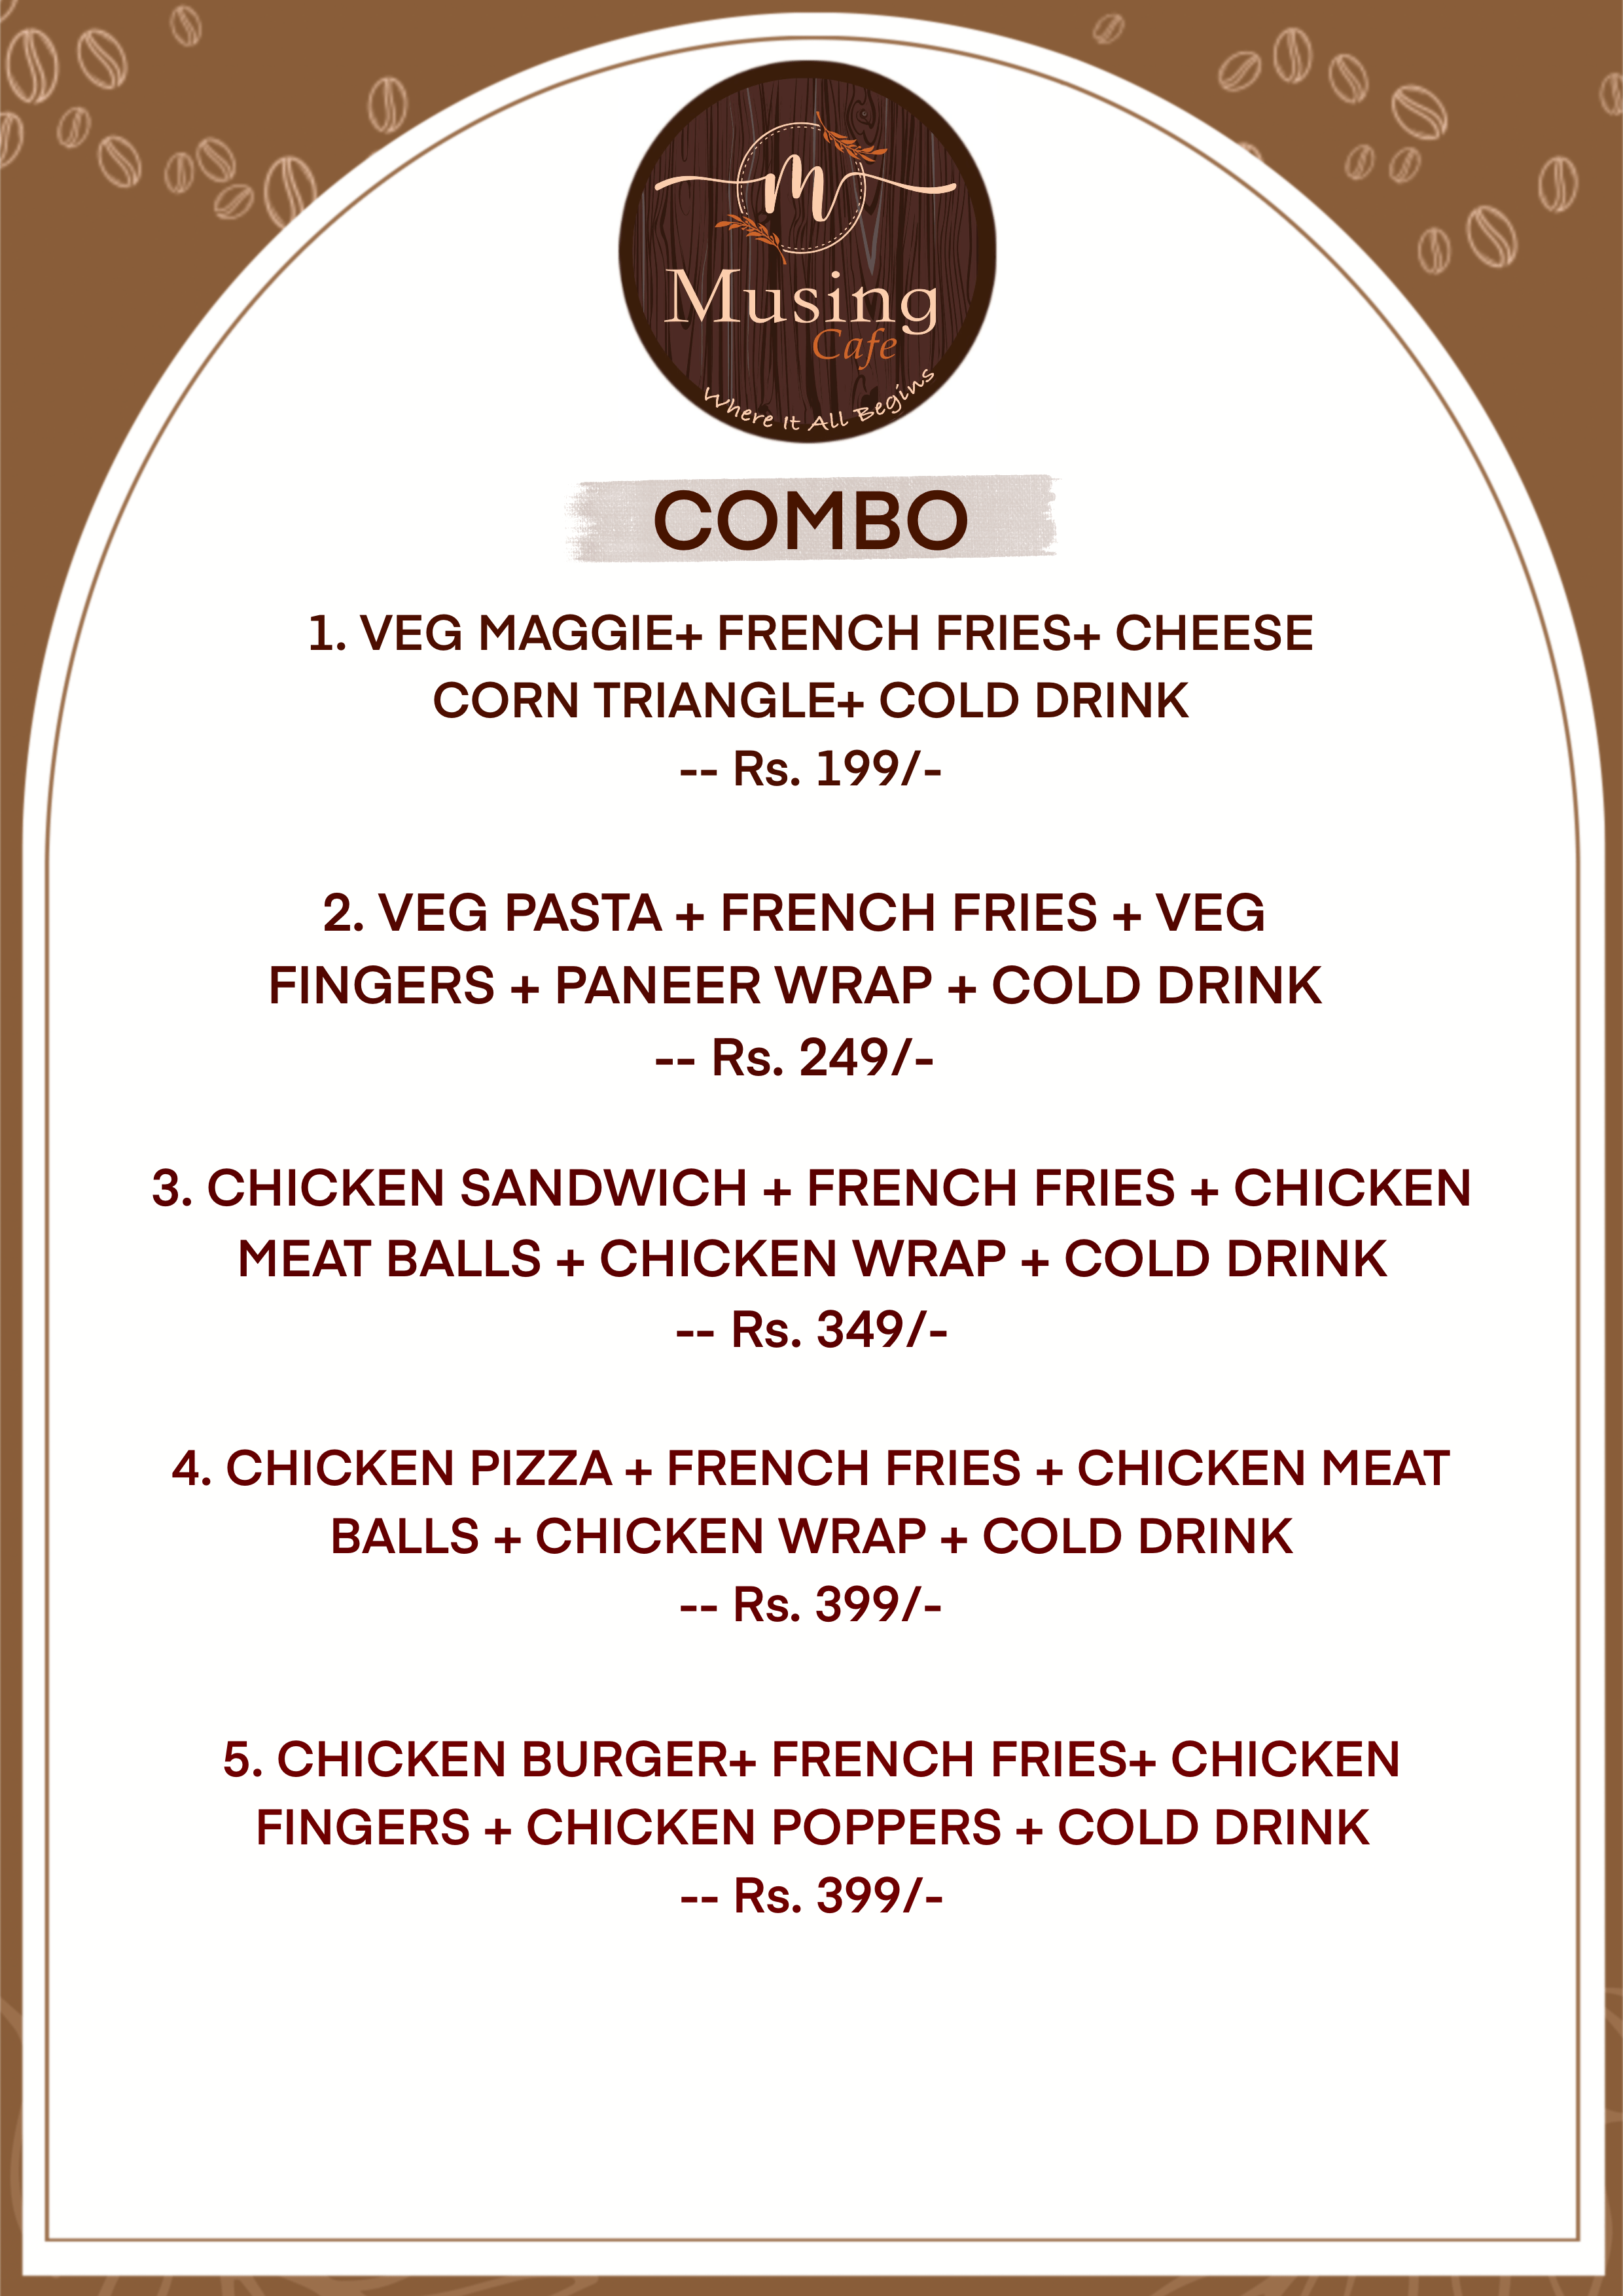 m
Musing
Cafe
Where It All Begins
COMBO
1. VEG MAGGIE+ FRENCH FRIES+ CHEESE
CORN TRIANGLE+ COLD DRINK
-- Rs. 199/-
2. VEG PASTA + FRENCH FRIES + VEG
FINGERS + PANEER WRAP + COLD DRINK
-- Rs. 249/-
3. CHICKEN SANDWICH + FRENCH FRIES + CHICKEN
MEAT BALLS + CHICKEN WRAP + COLD DRINK
-- Rs. 349/-
4. CHICKEN PIZZA + FRENCH FRIES + CHICKEN MEAT
BALLS + CHICKEN WRAP + COLD DRINK
-- Rs. 399/-
5. CHICKEN BURGER+ FRENCH FRIES+ CHICKEN
FINGERS + CHICKEN POPPERS + COLD DRINK
-- Rs. 399/-